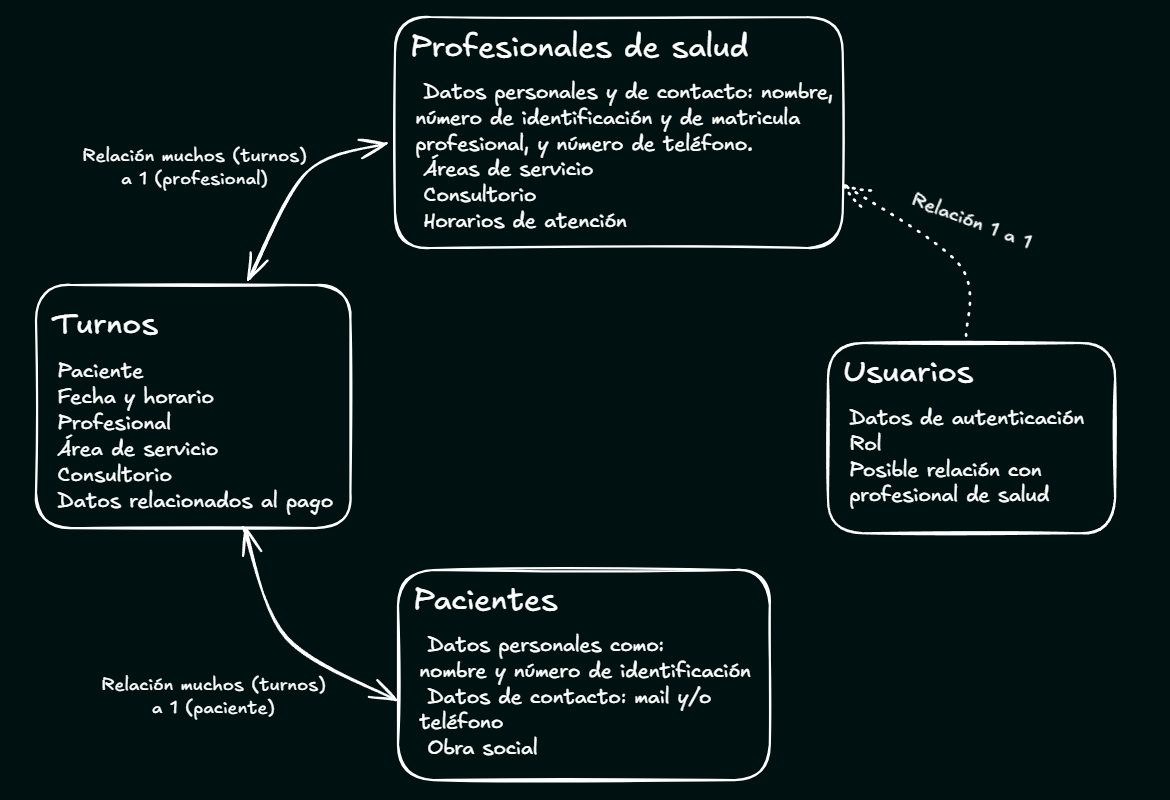 Profesionales de salud
Datos personales y de contacto: nombre,
número de identificación y de matricula
profesional, y número de teléfono.
Áreas de servicio
Consultorio
Horarios de atención
Relación muchos (turnos)
a 1 (profesional)
Relación 1 a 1
Turnos
Paciente
Fecha y horario
Profesional
Área de servicio
Consultorio
Datos relacionados al pago
Usuarios
Datos de autenticación
Rol
Posible relación con
profesional de salud
Relación muchos (turnos)
a 1 (paciente)
Pacientes
Datos personales como:
nombre y número de identificación
Datos de contacto: mail y/o
teléfono
Obra social